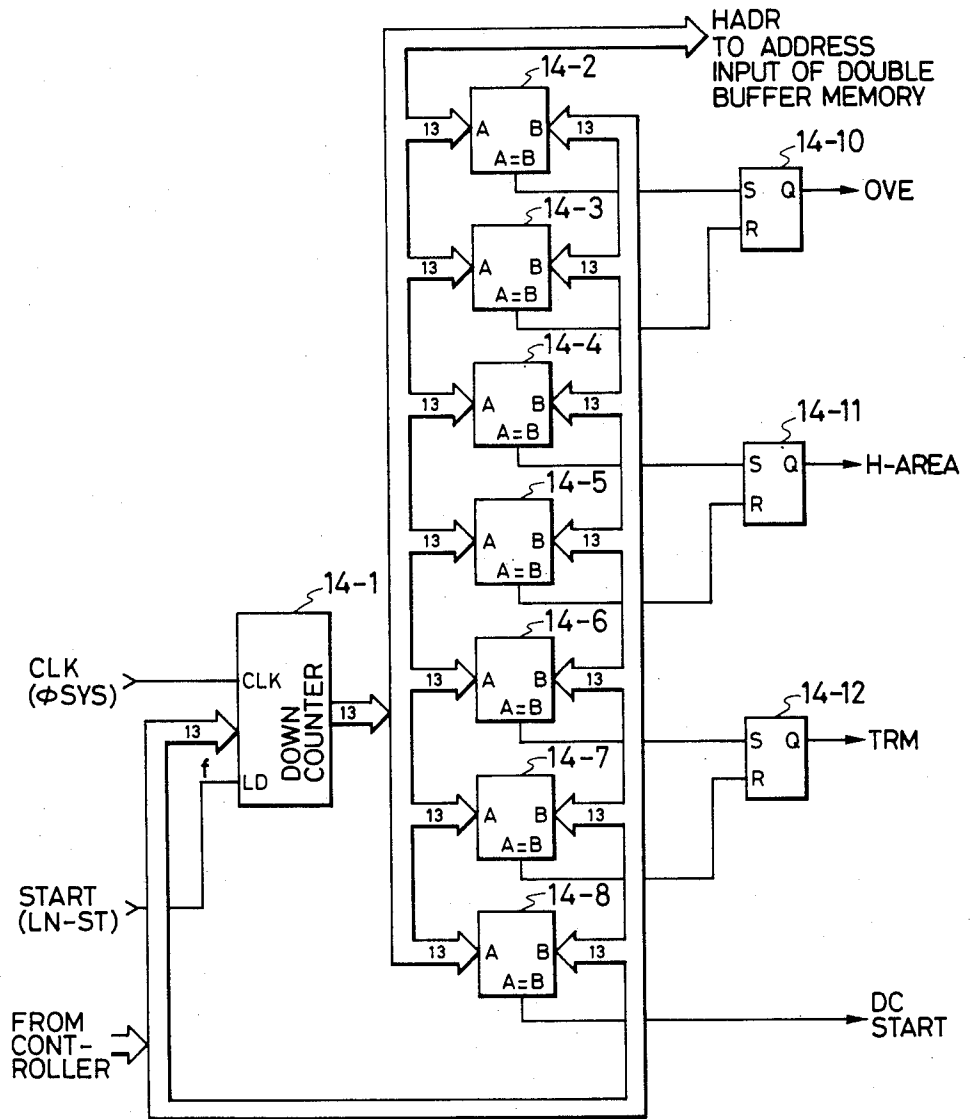 HADR
TO ADDRESS
INPUT OF DOUBLE
BUFFER MEMORY
14-2
13
A
B
13
A=B
14-10
S
Q
OVE
R
14-3
13
A
B
13
A=B
14-4
13
A
B
13
A=B
14-11
S
Q
H-AREA
R
14-5
13
A
B
13
A=B
14-1
CLK
(ΦSYS)
CLK
13
DOWN
COUNTER
13
f
LD
14-6
13
A
B
13
A=B
14-12
S
Q
TRM
R
14-7
13
A
B
13
A=B
START
(LN-ST)
14-8
13
A
B
13
A=B
FROM
CONT-
ROLLER
DC
START